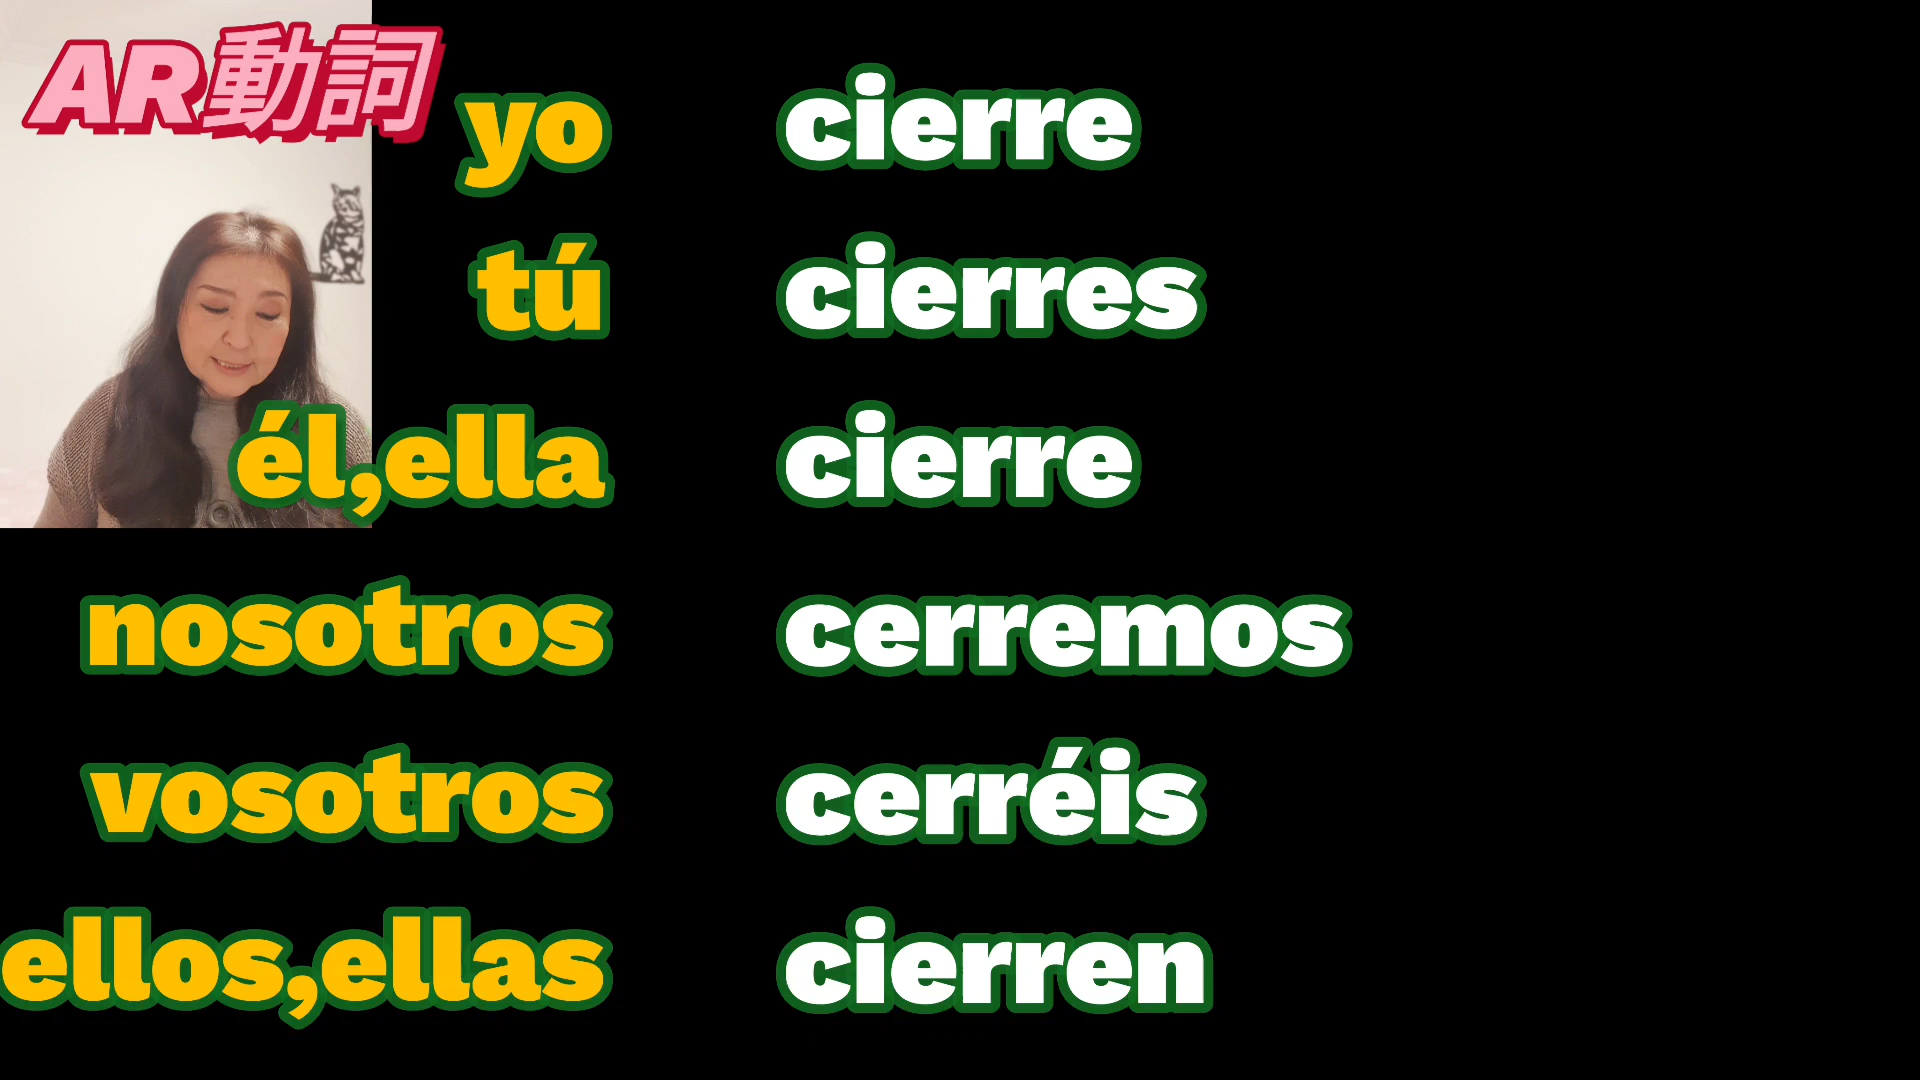 AR動詞
yo cierre
tú cierres
él,ella cierre
nosotros cerremos
vosotros cerréis
ellos,ellas cierren